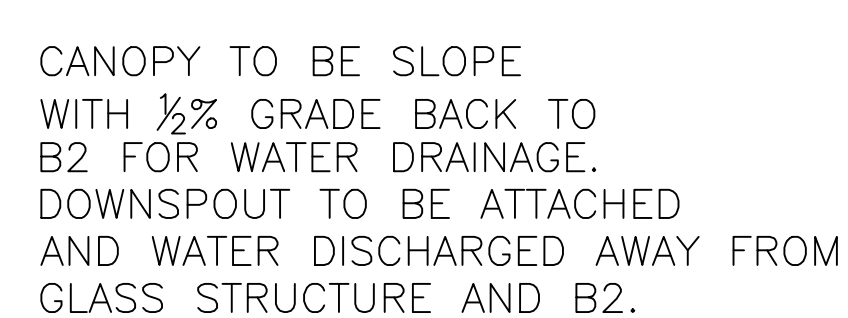 CANOPY TO BE SLOPE
WITH ½% GRADE BACK TO
B2 FOR WATER DRAINAGE.
DOWNSPOUT TO BE ATTACHED
AND WATER DISCHARGED AWAY FROM
GLASS STRUCTURE AND B2.